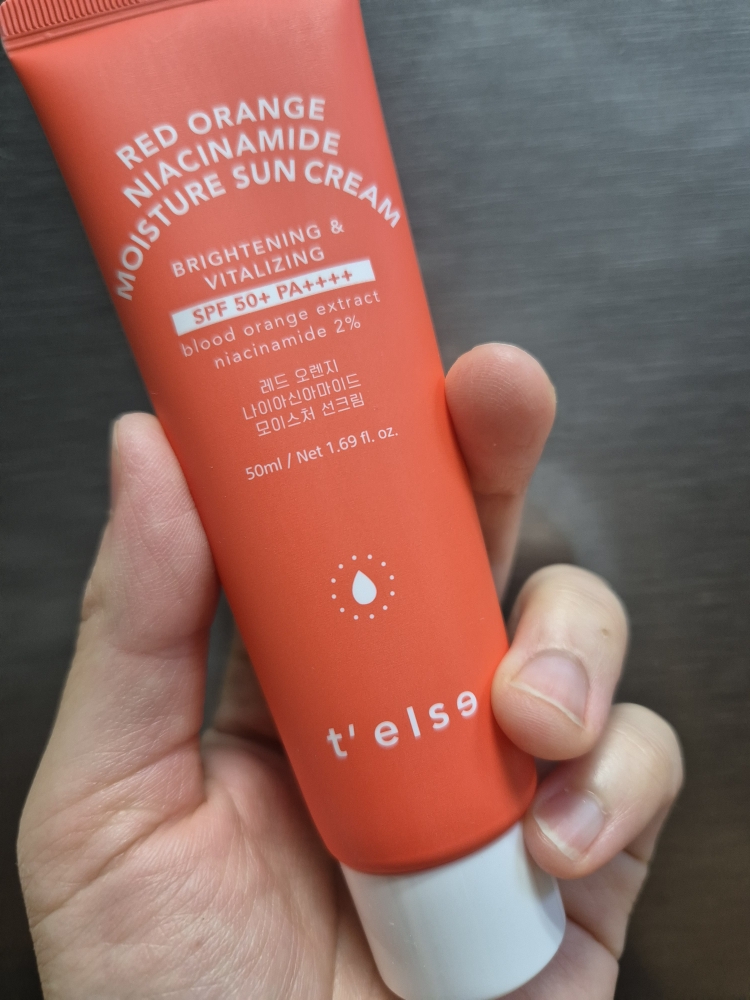 RED ORANGE
NIACINAMIDE
MOISTURE SUN CREAM
BRIGHTENING &
VITALIZING
SPF 50+ PA++++
blood orange extract
niacinamide 2%
레드 오렌지
나이아신아마이드
모이스처 선크림
50ml / Net 1.69 fl. oz.
t' else